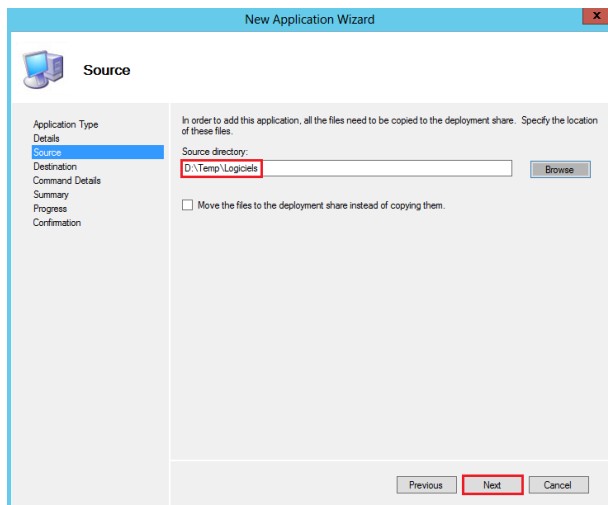 New Application Wizard
x
Source
Application Type
Details
Source
Destination
Command Details
Summary
Progress
Confirmation
In order to add this application, all the files need to be copied to the deployment share. Specify the location
of these files.
Source directory:
D:\Temp\Logiciels
Browse
Move the files to the deployment share instead of copying them.
Previous
Next
Cancel